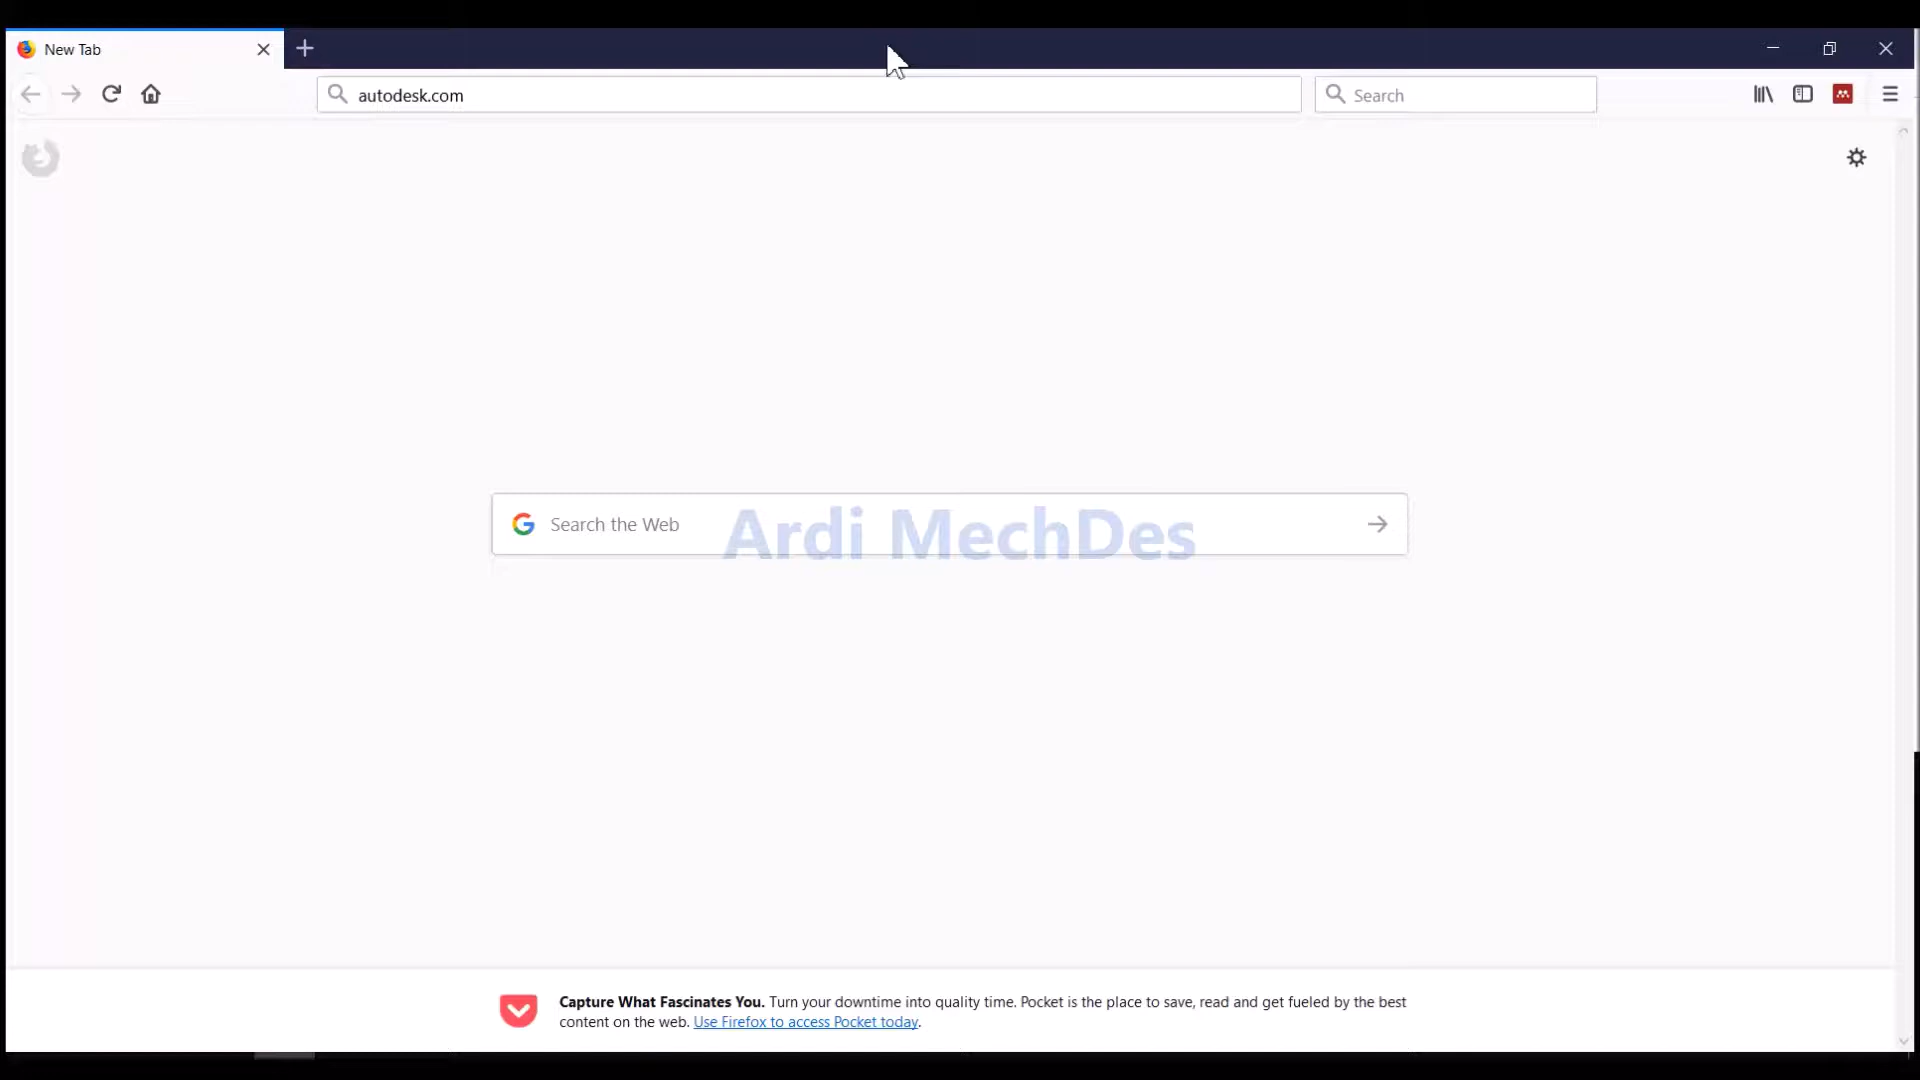 New Tab
autodesk.com
Search
Search the Web
Ardi MechDes
Capture What Fascinates You. Turn your downtime into quality time. Pocket is the place to save, read and get fueled by the best
content on the web. Use Firefox to access Pocket today.